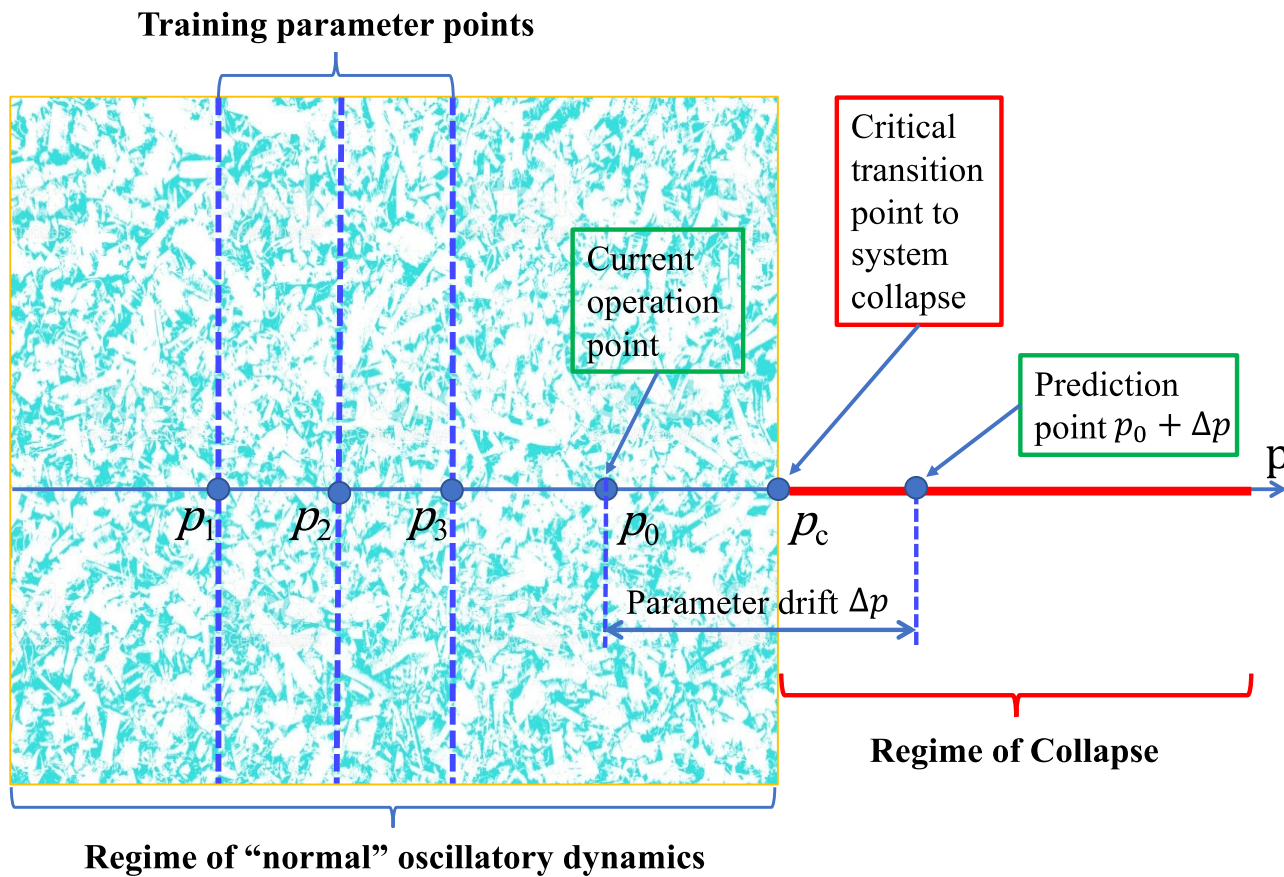 Training parameter points
Critical
transition
point to
system
collapse
Current
operation
point
Prediction
point p₀ + Δp
p
p₁
p₂
p₃
p₀
p_c
Parameter drift Δp
Regime of Collapse
Regime of “normal” oscillatory dynamics